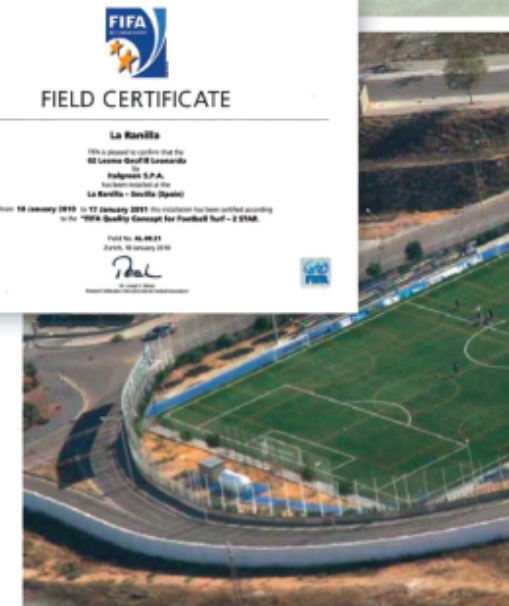 FIFA
FIELD CERTIFICATE
La Ranilla
FIFA is pleased to confirm that the
by
Italgreen S.P.A.
has been installed at the
La Ranilla - Sevilla (Spain)
From 18 January 2010 to 17 January 2011 this installation has been certified according
to the "FIFA Quality Concept for Football Turf - 2 STAR.
Zurich, 18 January 2010
FIFA